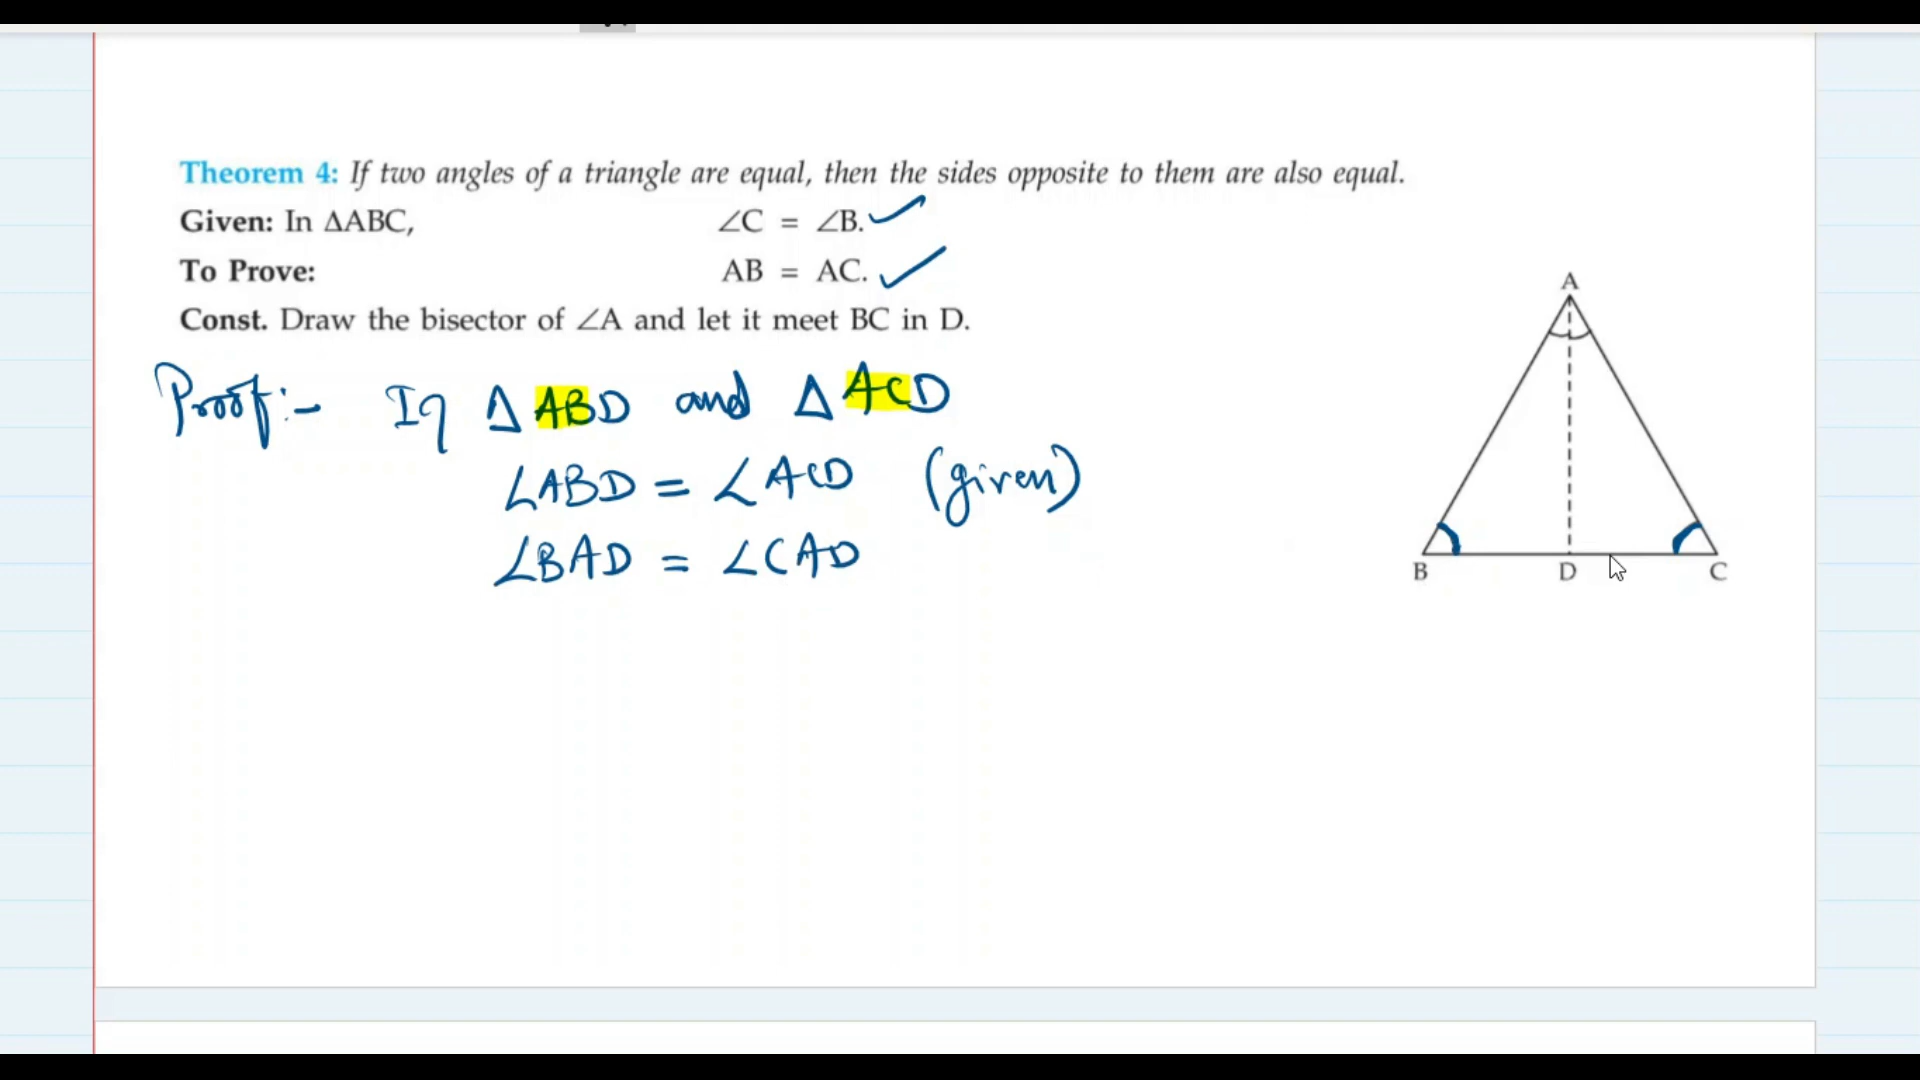 Theorem 4: If two angles of a triangle are equal, then the sides opposite to them are also equal.
Given: In ΔABC, ∠C = ∠B.
To Prove: AB = AC.
Const. Draw the bisector of ∠A and let it meet BC in D.
Proof:- In Δ ABD and Δ ACD
∠ABD = ∠ACD (given)
∠BAD = ∠CAD
A
B D C